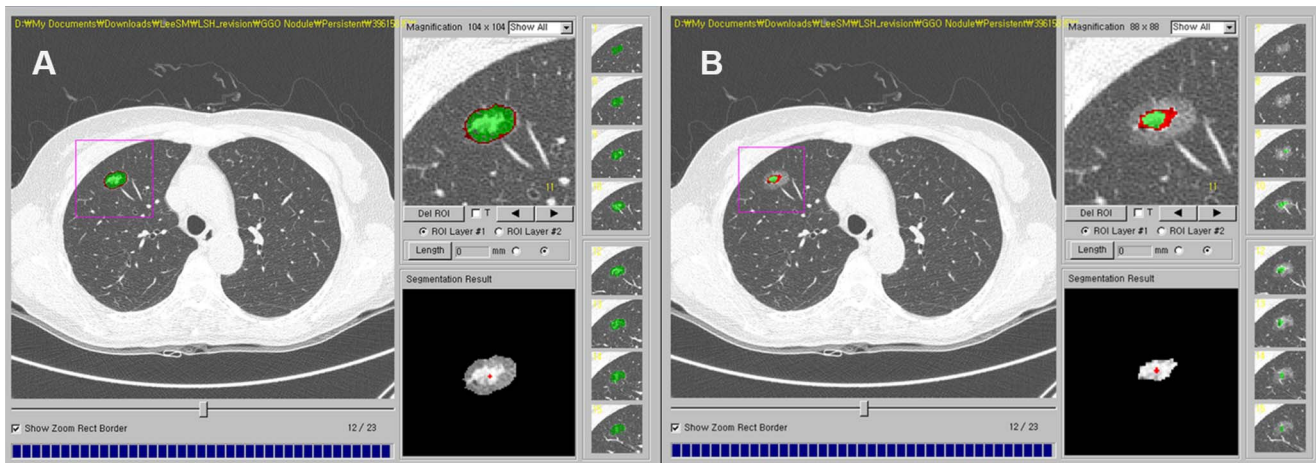 D:₩My Documents₩Downloads₩LeeSM₩LSH_revision₩GGO Nodule₩Persistent₩
A
Magnification 104 x 104 Show All
11
Del ROI T ◀ ▶
ROI Layer #1 ROI Layer #2
Length 0 mm
Segmentation Result
Show Zoom Rect Border 12 / 23
D:₩My Documents₩Downloads₩LeeSM₩LSH_revision₩GGO Nodule₩Persistent₩
B
Magnification 88 x 88 Show All
11
Del ROI T ◀ ▶
ROI Layer #1 ROI Layer #2
Length 0 mm
Segmentation Result
Show Zoom Rect Border 12 / 23